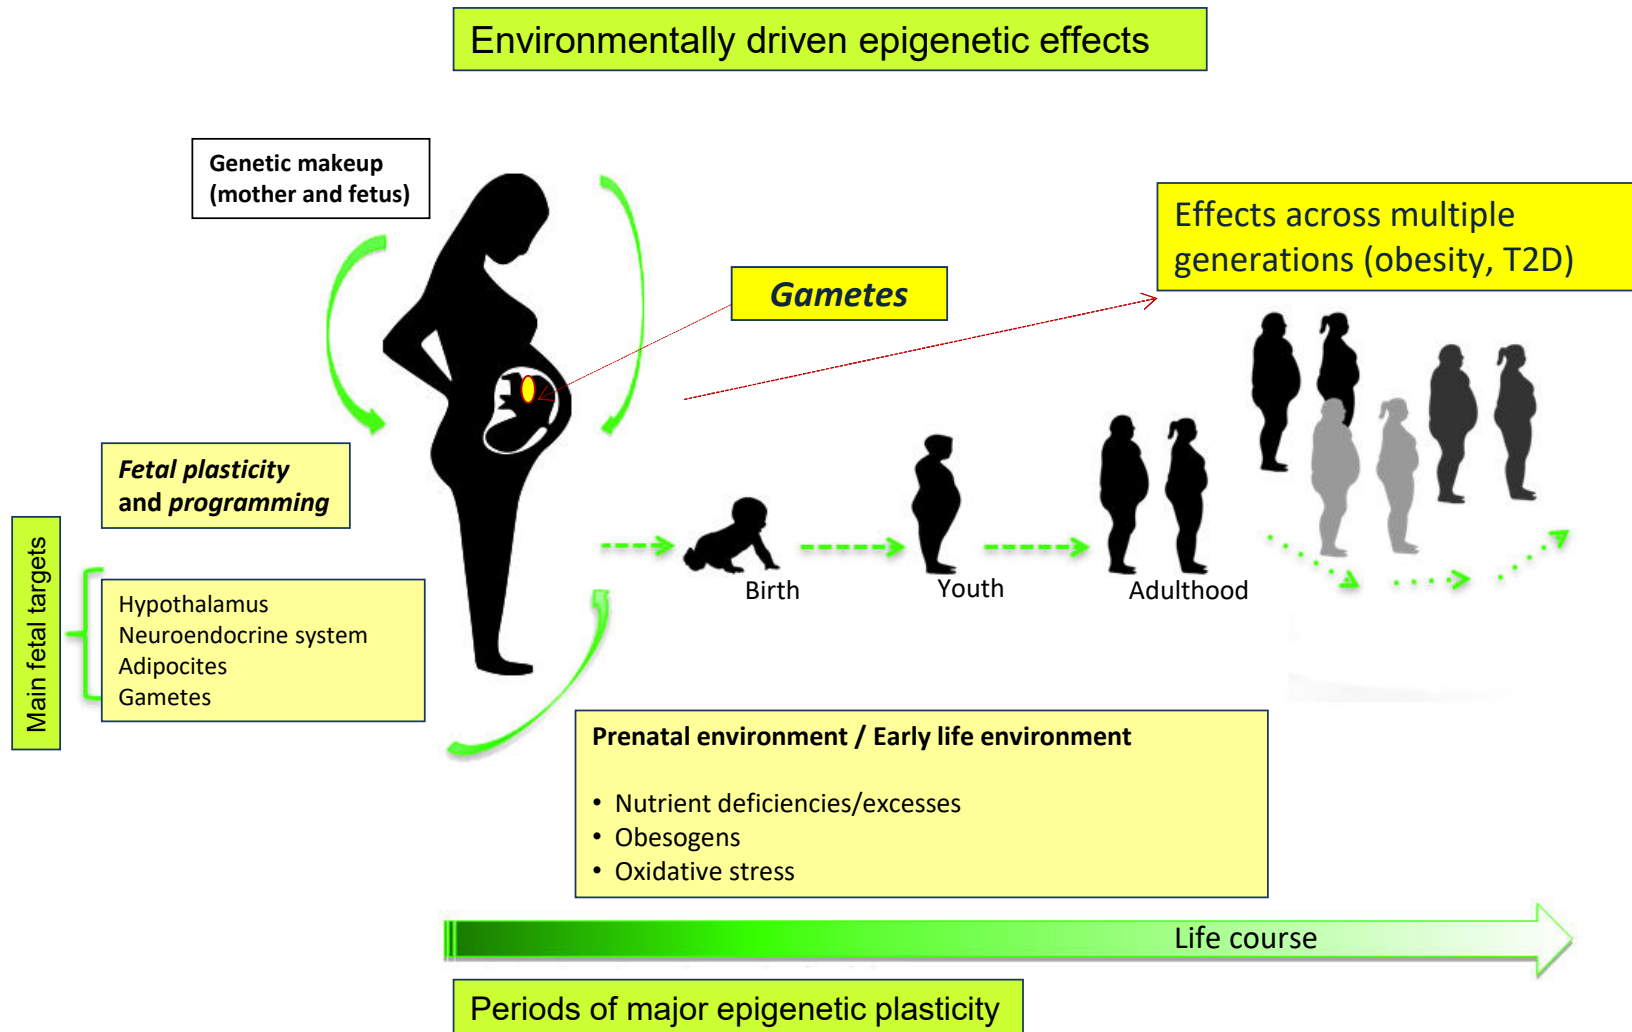 Environmentally driven epigenetic effects
Genetic makeup
(mother and fetus)
Effects across multiple
generations (obesity, T2D)
Gametes
Fetal plasticity
and programming
Main fetal targets
Hypothalamus
Neuroendocrine system
Adipocites
Gametes
Birth
Youth
Adulthood
Prenatal environment / Early life environment
• Nutrient deficiencies/excesses
• Obesogens
• Oxidative stress
Life course
Periods of major epigenetic plasticity